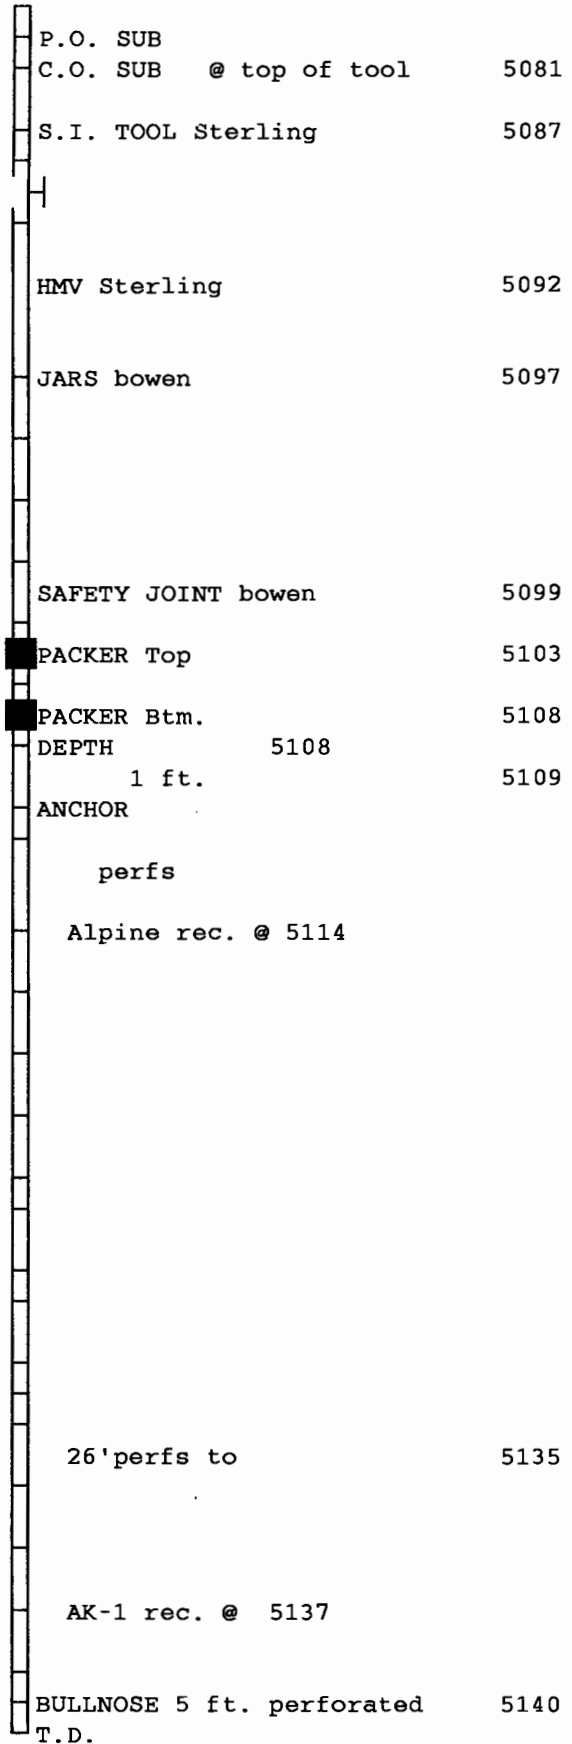 P.O. SUB
C.O. SUB @ top of tool 5081
S.I. TOOL Sterling 5087
HMV Sterling 5092
JARS bowen 5097
SAFETY JOINT bowen 5099
PACKER Top 5103
PACKER Btm. 5108
DEPTH 5108
1 ft. 5109
ANCHOR
perfs
Alpine rec. @ 5114
26'perfs to 5135
AK-1 rec. @ 5137
BULLNOSE 5 ft. perforated 5140
T.D.